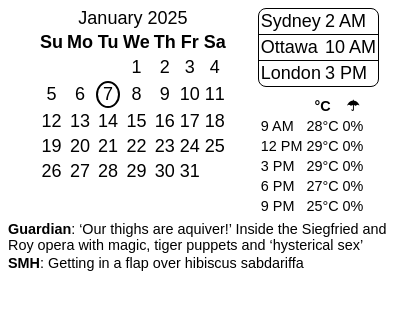 January 2025
Su Mo Tu We Th Fr Sa
1 2 3 4
5 6 7 8 9 10 11
12 13 14 15 16 17 18
19 20 21 22 23 24 25
26 27 28 29 30 31
Sydney 2 AM
Ottawa 10 AM
London 3 PM
°C ☂
9 AM 28°C 0%
12 PM 29°C 0%
3 PM 29°C 0%
6 PM 27°C 0%
9 PM 25°C 0%
Guardian: ‘Our thighs are aquiver!’ Inside the Siegfried and
Roy opera with magic, tiger puppets and ‘hysterical sex’
SMH: Getting in a flap over hibiscus sabdariffa